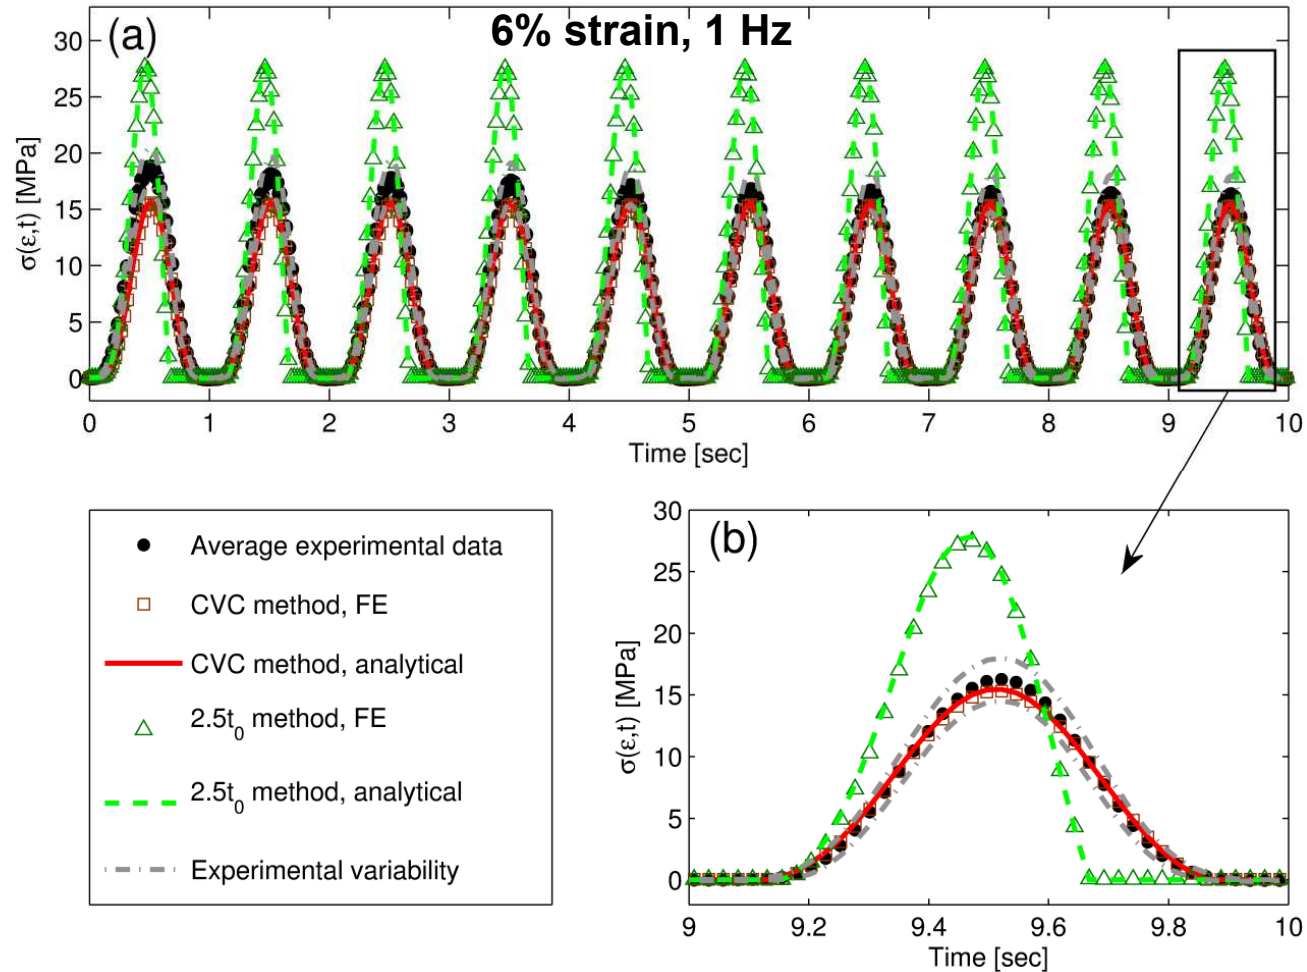 (a)
6% strain, 1 Hz
σ(ε,t) [MPa]
30
25
20
15
10
5
0
0 1 2 3 4 5 6 7 8 9 10
Time [sec]
Average experimental data
CVC method, FE
CVC method, analytical
2.5t₀ method, FE
2.5t₀ method, analytical
Experimental variability
(b)
σ(ε,t) [MPa]
30
25
20
15
10
5
0
9 9.2 9.4 9.6 9.8 10
Time [sec]